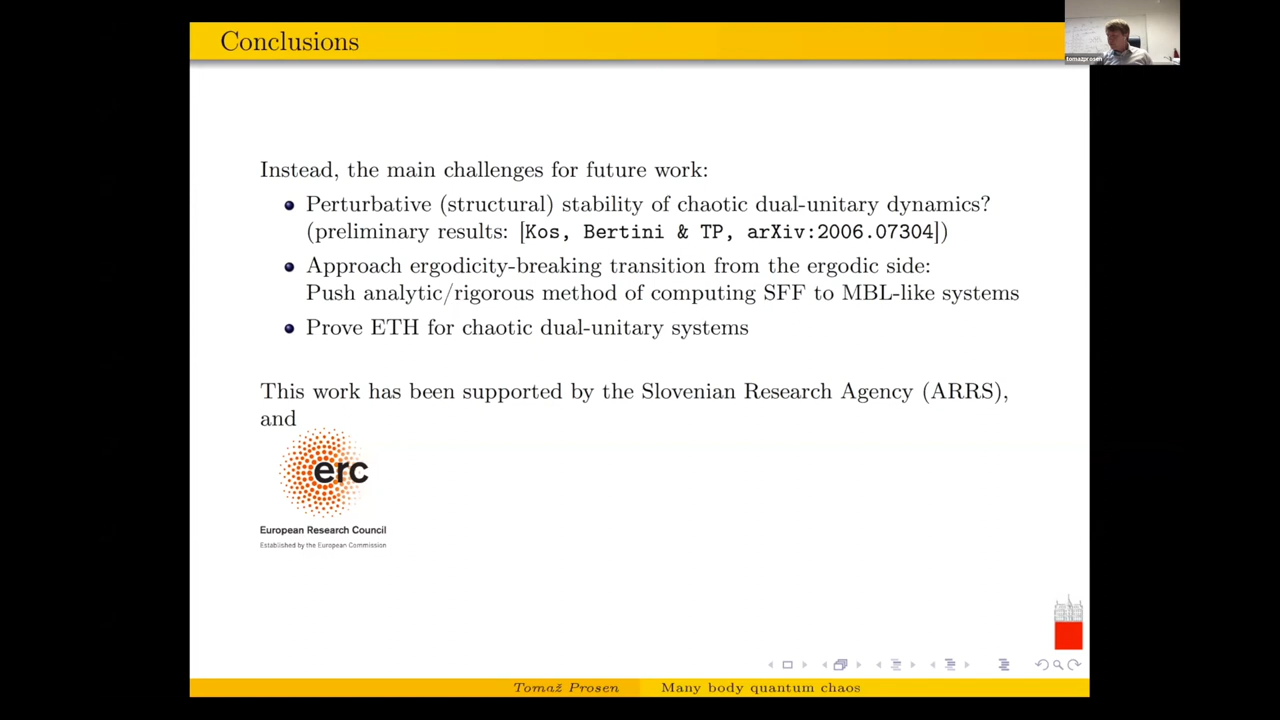 Conclusions
tomazprosen
Instead, the main challenges for future work:
Perturbative (structural) stability of chaotic dual-unitary dynamics?
(preliminary results: [Kos, Bertini & TP, arXiv:2006.07304])
Approach ergodicity-breaking transition from the ergodic side:
Push analytic/rigorous method of computing SFF to MBL-like systems
Prove ETH for chaotic dual-unitary systems
This work has been supported by the Slovenian Research Agency (ARRS),
and
erc
European Research Council
Established by the European Commission
Tomaž Prosen Many body quantum chaos